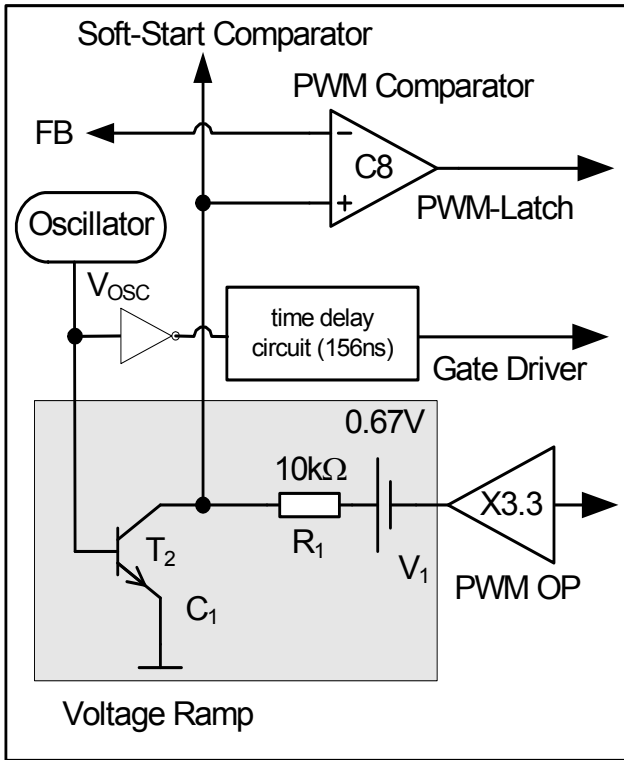 Soft-Start Comparator
PWM Comparator
FB
C8
PWM-Latch
Oscillator
VOSC
time delay
circuit (156ns)
Gate Driver
0.67V
10kΩ
X3.3
R1
T2
V1
PWM OP
C1
Voltage Ramp